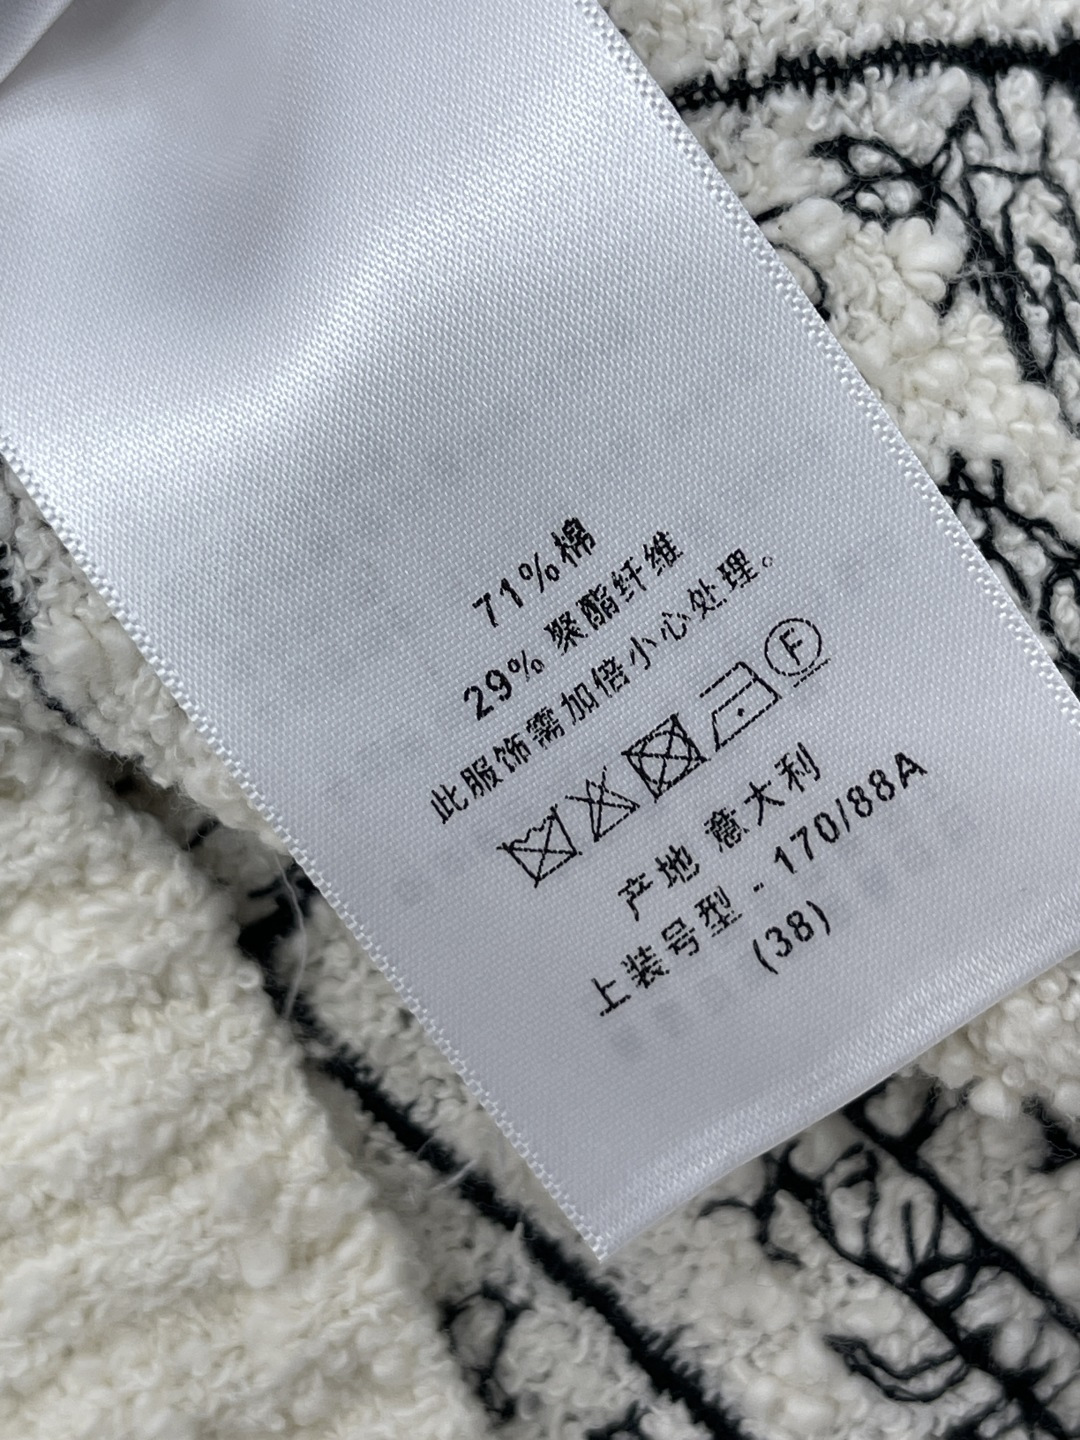 71%棉
29% 聚酯纤维
此服饰需加倍小心处理。
F
产地 意大利
上装号型 - 170/88A
(38)